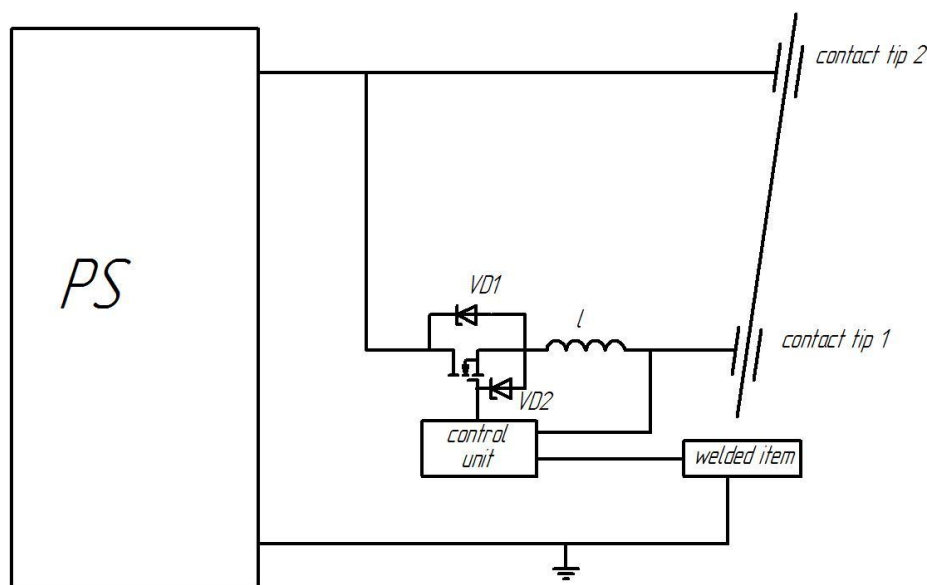 contact tip 2
PS
VD1
l
contact tip 1
VD2
control
unit
welded item